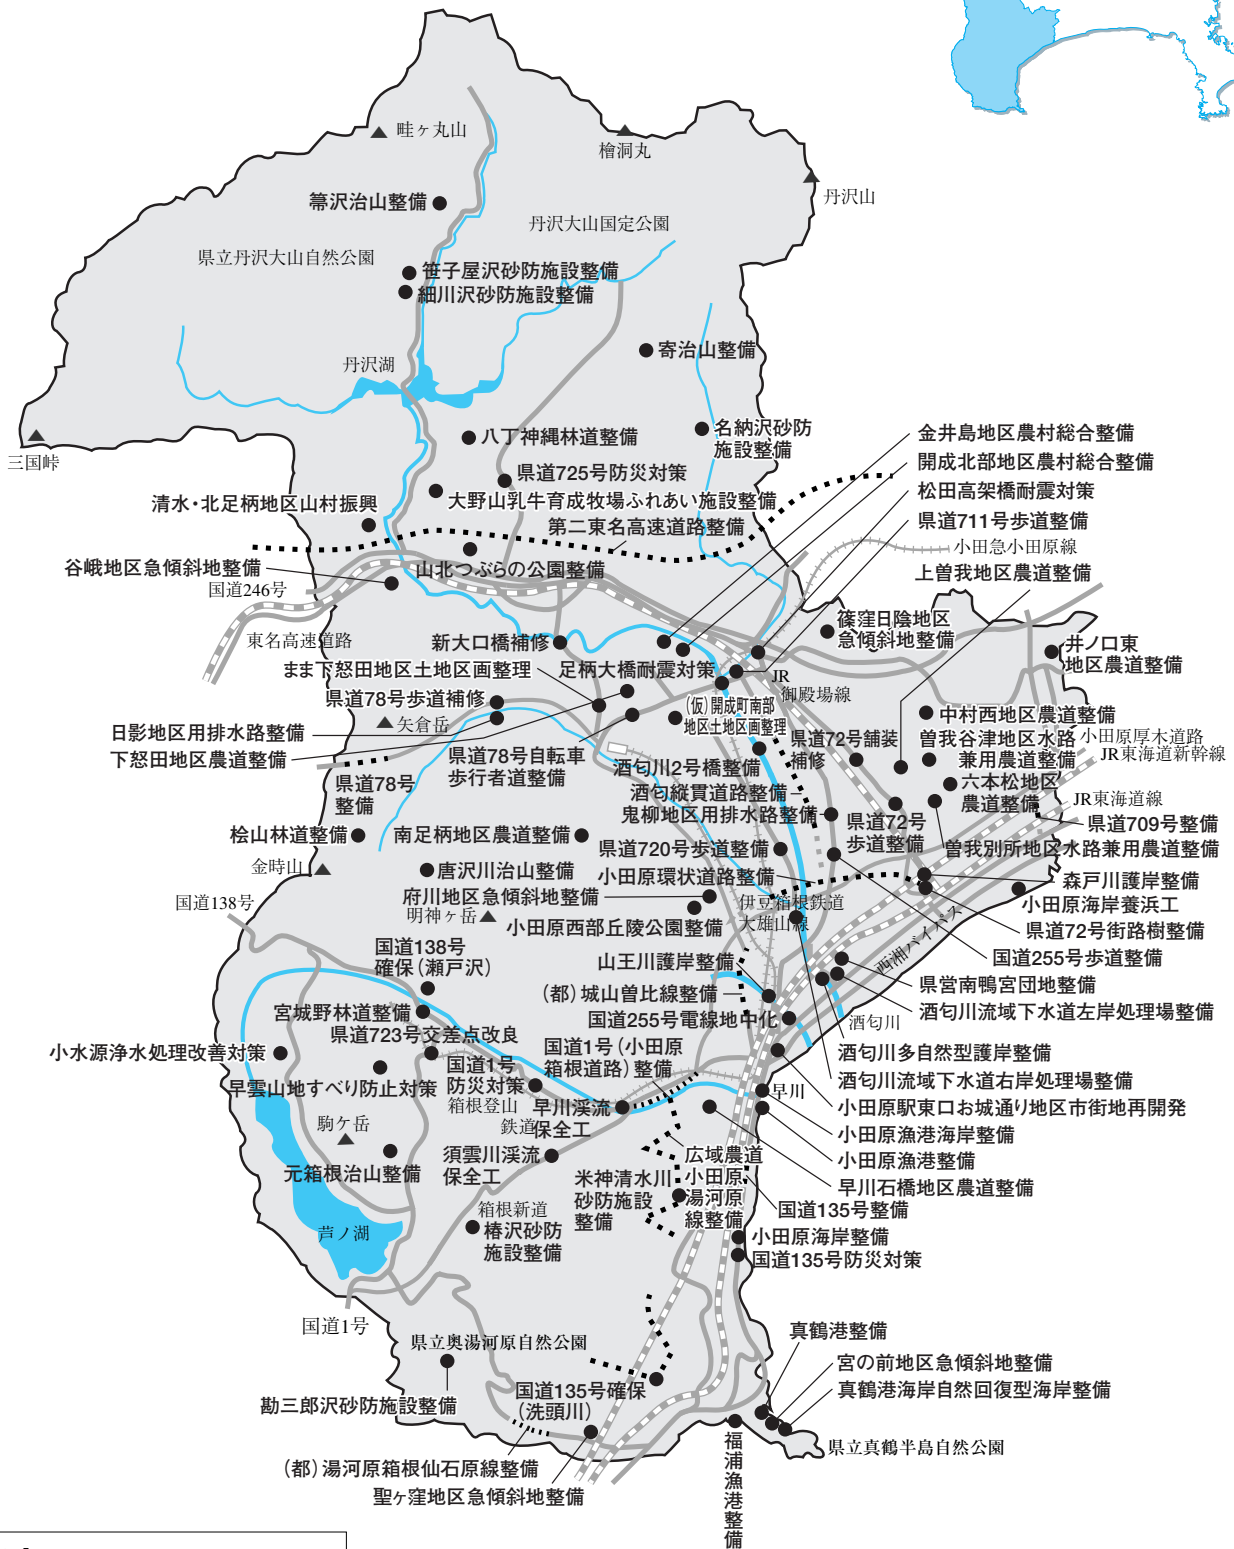 畦ヶ丸山
檜洞丸
丹沢山
箒沢治山整備
丹沢大山国定公園
県立丹沢大山自然公園
笹子屋沢砂防施設整備
細川沢砂防施設整備
寄治山整備
丹沢湖
三国峠
八丁神縄林道整備
名納沢砂防
施設整備
県道725号防災対策
大野山乳牛育成牧場ふれあい施設整備
清水・北足柄地区山村振興
第二東名高速道路整備
金井島地区農村総合整備
開成北部地区農村総合整備
松田高架橋耐震対策
県道711号歩道整備
小田急小田原線
上曽我地区農道整備
谷峨地区急傾斜地整備
国道246号
山北つぶらの公園整備
東名高速道路
新大口橋補修
まま下怒田地区土地区画整理
足柄大橋耐震対策
篠窪日陰地区
急傾斜地整備
井ノ口東
地区農道整備
JR
御殿場線
県道78号歩道補修
矢倉岳
日影地区用排水路整備
下怒田地区農道整備
(仮)開成町南部
地区土地区画整理
中村西地区農道整備
小田原厚木道路
JR東海道新幹線
県道78号自転車
歩行者道整備
県道78号
整備
酒匂川2号橋整備
酒匂縦貫道路整備
鬼柳地区用排水路整備
県道72号舗装
補修
曽我谷津地区水路
兼用農道整備
六本松地区
農道整備
JR東海道線
県道709号整備
県道72号
歩道整備
曽我別所地区水路兼用農道整備
桧山林道整備
南足柄地区農道整備
県道720号歩道整備
金時山
唐沢川治山整備
小田原環状道路整備
府川地区急傾斜地整備
森戸川護岸整備
小田原海岸養浜工
県道72号街路樹整備
国道255号歩道整備
国道138号
明神ヶ岳
小田原西部丘陵公園整備
伊豆箱根鉄道
大雄山線
西湘バイパス
国道138号
確保(瀬戸沢)
山王川護岸整備
県営南鴨宮団地整備
(都)城山曽比線整備
酒匂川流域下水道左岸処理場整備
宮城野林道整備
国道255号電線地中化
酒匂川
県道723号交差点改良
小水源浄水処理改善対策
国道1号(小田原
箱根道路)整備
酒匂川多自然型護岸整備
国道1号
防災対策
早雲山地すべり防止対策
酒匂川流域下水道右岸処理場整備
早川
箱根登山
鉄道
早川渓流
保全工
小田原駅東口お城通り地区市街地再開発
駒ケ岳
小田原漁港海岸整備
元箱根治山整備
須雲川渓流
保全工
広域農道
小田原
湯河原
線整備
小田原漁港整備
早川石橋地区農道整備
米神清水川
砂防施設
整備
箱根新道
国道135号整備
芦ノ湖
椿沢砂防
施設整備
小田原海岸整備
国道135号防災対策
国道1号
県立奥湯河原自然公園
真鶴港整備
宮の前地区急傾斜地整備
勘三郎沢砂防施設整備
国道135号確保
(洗頭川)
真鶴港海岸自然回復型海岸整備
県立真鶴半島自然公園
(都)湯河原箱根仙石原線整備
聖ヶ窪地区急傾斜地整備
福浦漁港整備